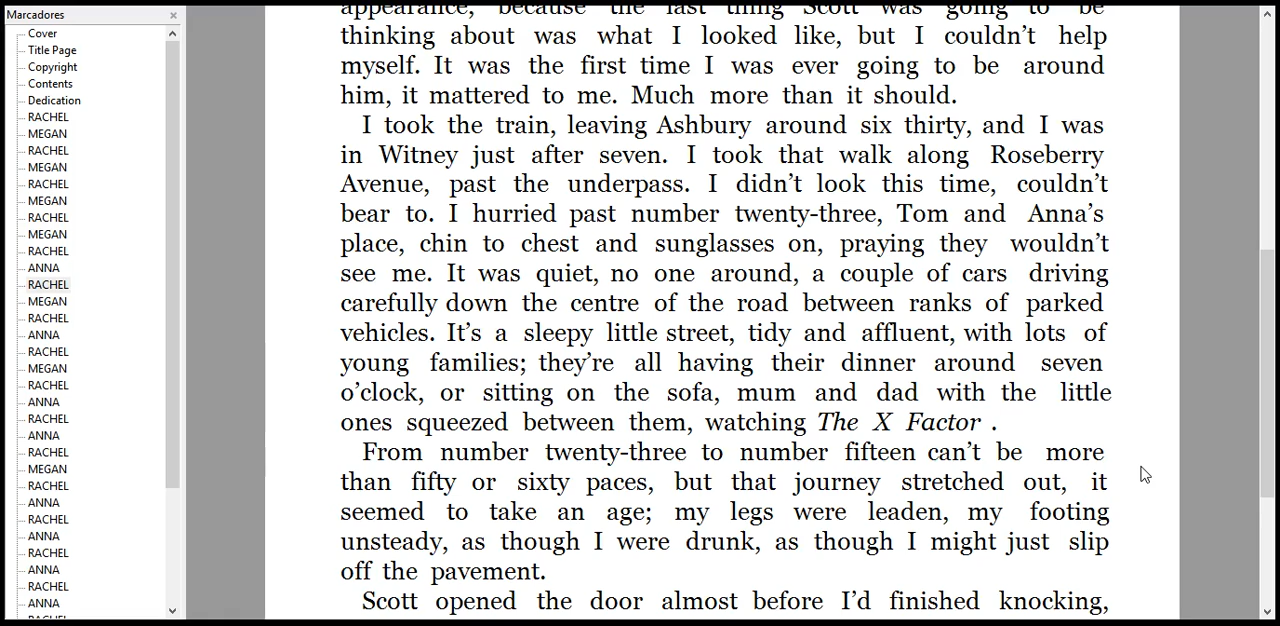 Marcadores
Cover
Title Page
Copyright
Contents
Dedication
RACHEL
MEGAN
RACHEL
MEGAN
RACHEL
MEGAN
RACHEL
MEGAN
RACHEL
ANNA
RACHEL
MEGAN
RACHEL
ANNA
RACHEL
MEGAN
RACHEL
ANNA
RACHEL
ANNA
RACHEL
MEGAN
RACHEL
ANNA
RACHEL
ANNA
RACHEL
ANNA
RACHEL
ANNA
RACHEL
appearance, because the last thing Scott was going to be
thinking about was what I looked like, but I couldn’t help
myself. It was the first time I was ever going to be around
him, it mattered to me. Much more than it should.
I took the train, leaving Ashbury around six thirty, and I was
in Witney just after seven. I took that walk along Roseberry
Avenue, past the underpass. I didn’t look this time, couldn’t
bear to. I hurried past number twenty-three, Tom and Anna’s
place, chin to chest and sunglasses on, praying they wouldn’t
see me. It was quiet, no one around, a couple of cars driving
carefully down the centre of the road between ranks of parked
vehicles. It’s a sleepy little street, tidy and affluent, with lots of
young families; they’re all having their dinner around seven
o’clock, or sitting on the sofa, mum and dad with the little
ones squeezed between them, watching The X Factor .
From number twenty-three to number fifteen can’t be more
than fifty or sixty paces, but that journey stretched out, it
seemed to take an age; my legs were leaden, my footing
unsteady, as though I were drunk, as though I might just slip
off the pavement.
Scott opened the door almost before I’d finished knocking,